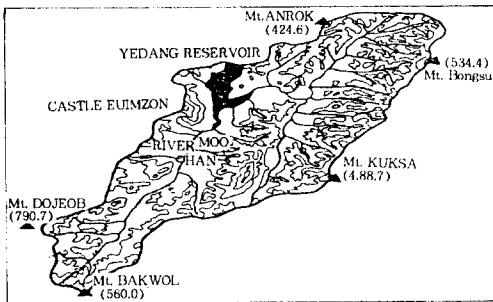 Mt. ANROK
(424.6)
YEDANG RESERVOIR
(534.4)
Mt. Bongsu
CASTLE EUIMZON
RIVER MOO
HAN
Mt. KUKSA
(4.88.7)
Mt. DOJEOB
(790.7)
Mt. BAKWOL
(560.0)